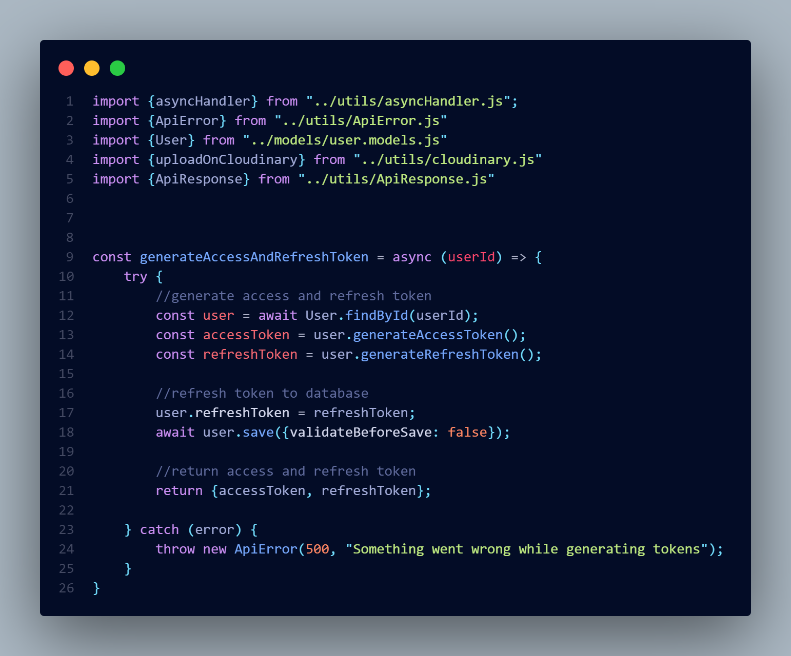 1 import {asyncHandler} from "../utils/asyncHandler.js";
2 import {ApiError} from "../utils/ApiError.js"
3 import {User} from "../models/user.models.js"
4 import {uploadOnCloudinary} from "../utils/cloudinary.js"
5 import {ApiResponse} from "../utils/ApiResponse.js"
6
7
8
9 const generateAccessAndRefreshToken = async (userId) => {
10     try {
11         //generate access and refresh token
12         const user = await User.findById(userId);
13         const accessToken = user.generateAccessToken();
14         const refreshToken = user.generateRefreshToken();
15
16         //refresh token to database
17         user.refreshToken = refreshToken;
18         await user.save({validateBeforeSave: false});
19
20         //return access and refresh token
21         return {accessToken, refreshToken};
22
23     } catch (error) {
24         throw new ApiError(500, "Something went wrong while generating tokens");
25     }
26 }